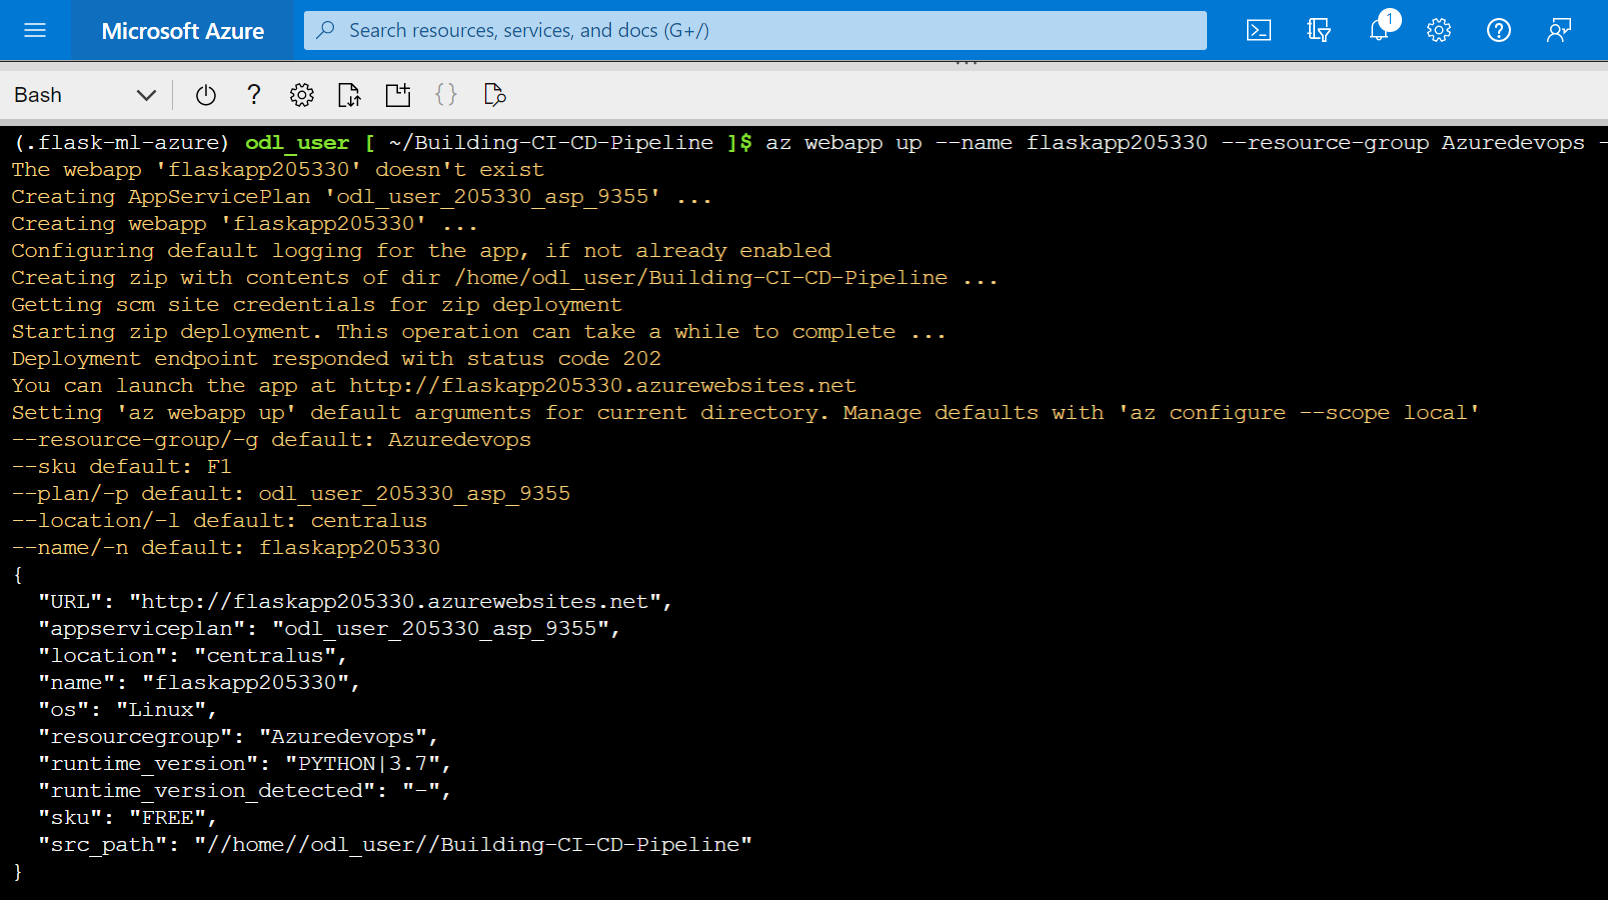 Microsoft Azure
Search resources, services, and docs (G+/)
1
Bash
(.flask-ml-azure) odl_user [ ~/Building-CI-CD-Pipeline ]$ az webapp up --name flaskapp205330 --resource-group Azuredevops -
The webapp 'flaskapp205330' doesn't exist
Creating AppServicePlan 'odl_user_205330_asp_9355' ...
Creating webapp 'flaskapp205330' ...
Configuring default logging for the app, if not already enabled
Creating zip with contents of dir /home/odl_user/Building-CI-CD-Pipeline ...
Getting scm site credentials for zip deployment
Starting zip deployment. This operation can take a while to complete ...
Deployment endpoint responded with status code 202
You can launch the app at http://flaskapp205330.azurewebsites.net
Setting 'az webapp up' default arguments for current directory. Manage defaults with 'az configure --scope local'
--resource-group/-g default: Azuredevops
--sku default: F1
--plan/-p default: odl_user_205330_asp_9355
--location/-l default: centralus
--name/-n default: flaskapp205330
{
  "URL": "http://flaskapp205330.azurewebsites.net",
  "appserviceplan": "odl_user_205330_asp_9355",
  "location": "centralus",
  "name": "flaskapp205330",
  "os": "Linux",
  "resourcegroup": "Azuredevops",
  "runtime_version": "PYTHON|3.7",
  "runtime_version_detected": "-",
  "sku": "FREE",
  "src_path": "//home//odl_user//Building-CI-CD-Pipeline"
}